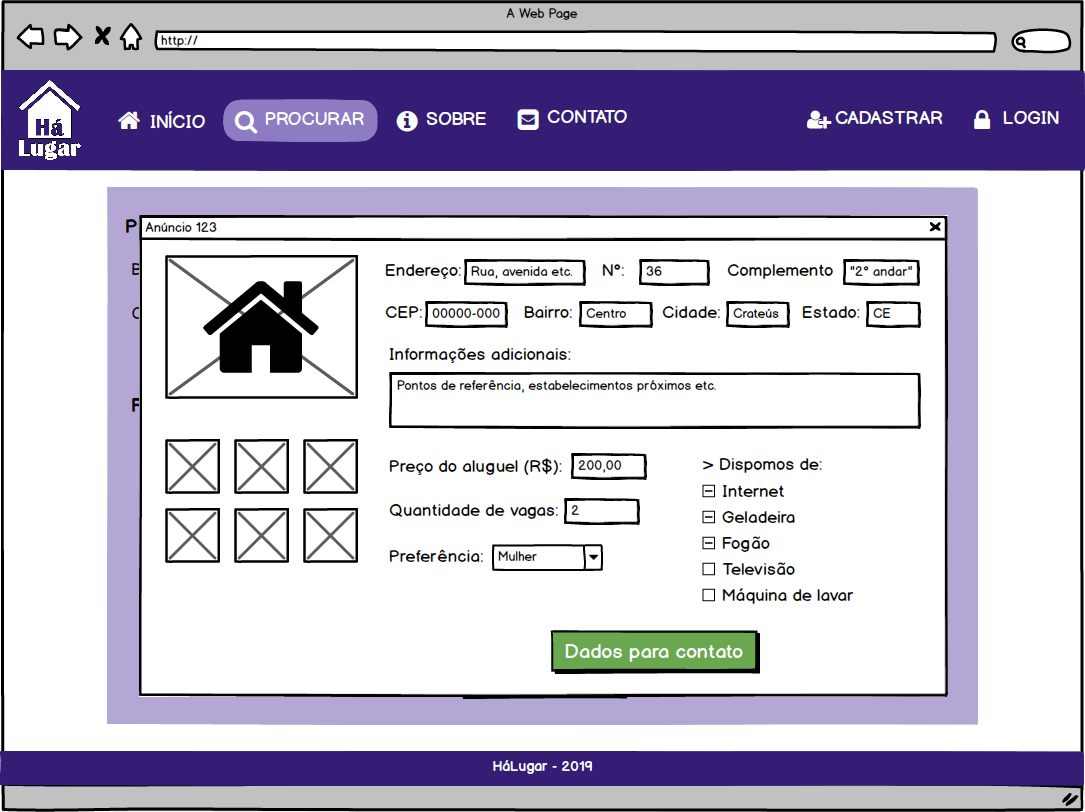 A Web Page
http://
Há
Lugar
INÍCIO PROCURAR SOBRE CONTATO CADASTRAR LOGIN
P
Anúncio 123
Endereço: Rua, avenida etc. Nº: 36 Complemento "2º andar"
CEP: 00000-000 Bairro: Centro Cidade: Crateús Estado: CE
Informações adicionais:
Pontos de referência, estabelecimentos próximos etc.
Preço do aluguel (R$): 200,00
Quantidade de vagas: 2
Preferência: Mulher
> Dispomos de:
Internet
Geladeira
Fogão
Televisão
Máquina de lavar
Dados para contato
HáLugar - 2019